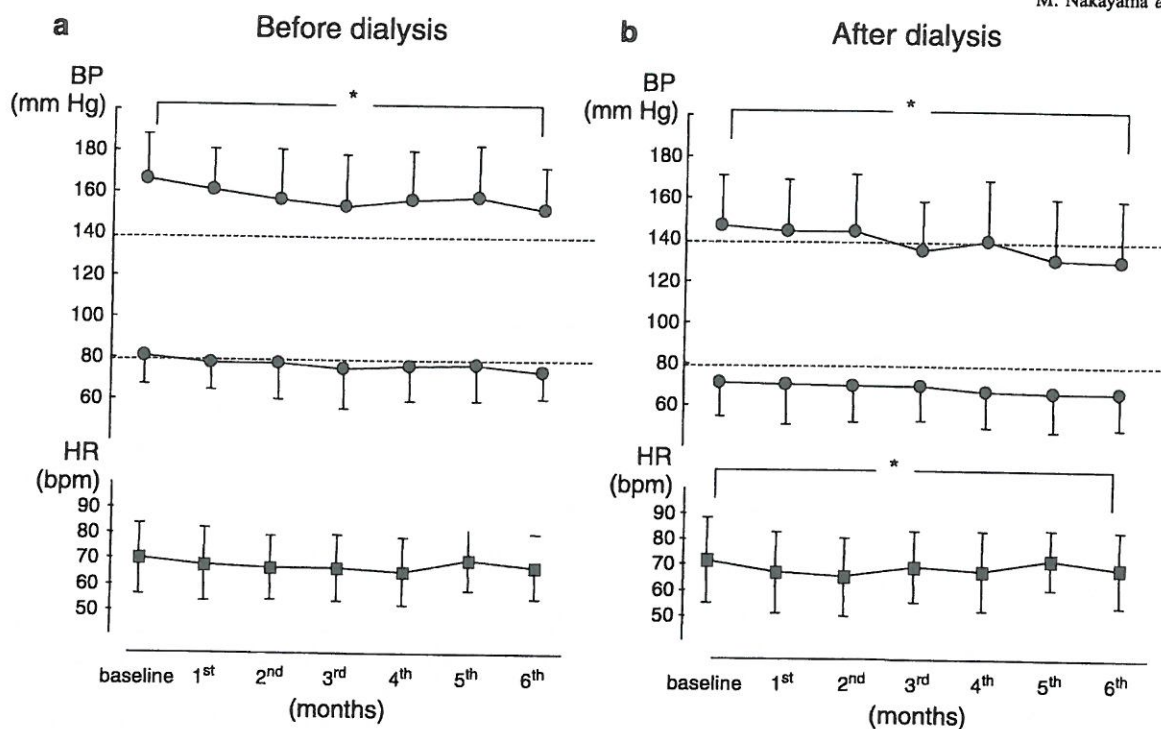 M. Nakayama e
a Before dialysis
BP
(mm Hg)
*
180
160
140
120
100
80
60
HR
(bpm)
90
80
70
60
50
baseline 1st 2nd 3rd 4th 5th 6th
(months)
b After dialysis
BP
(mm Hg)
*
180
160
140
120
100
80
60
HR
(bpm)
*
90
80
70
60
50
baseline 1st 2nd 3rd 4th 5th 6th
(months)